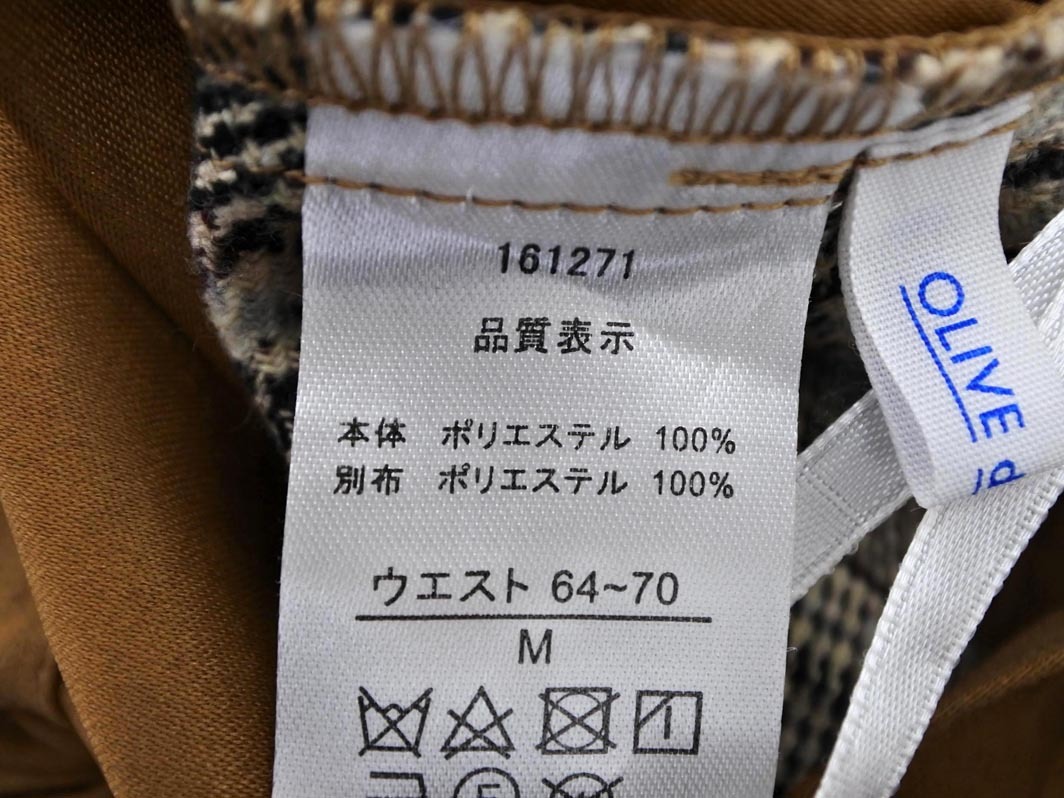 161271
品質表示
本体 ポリエステル 100%
別布 ポリエステル 100%
ウエスト 64~70
M
OLIVE d